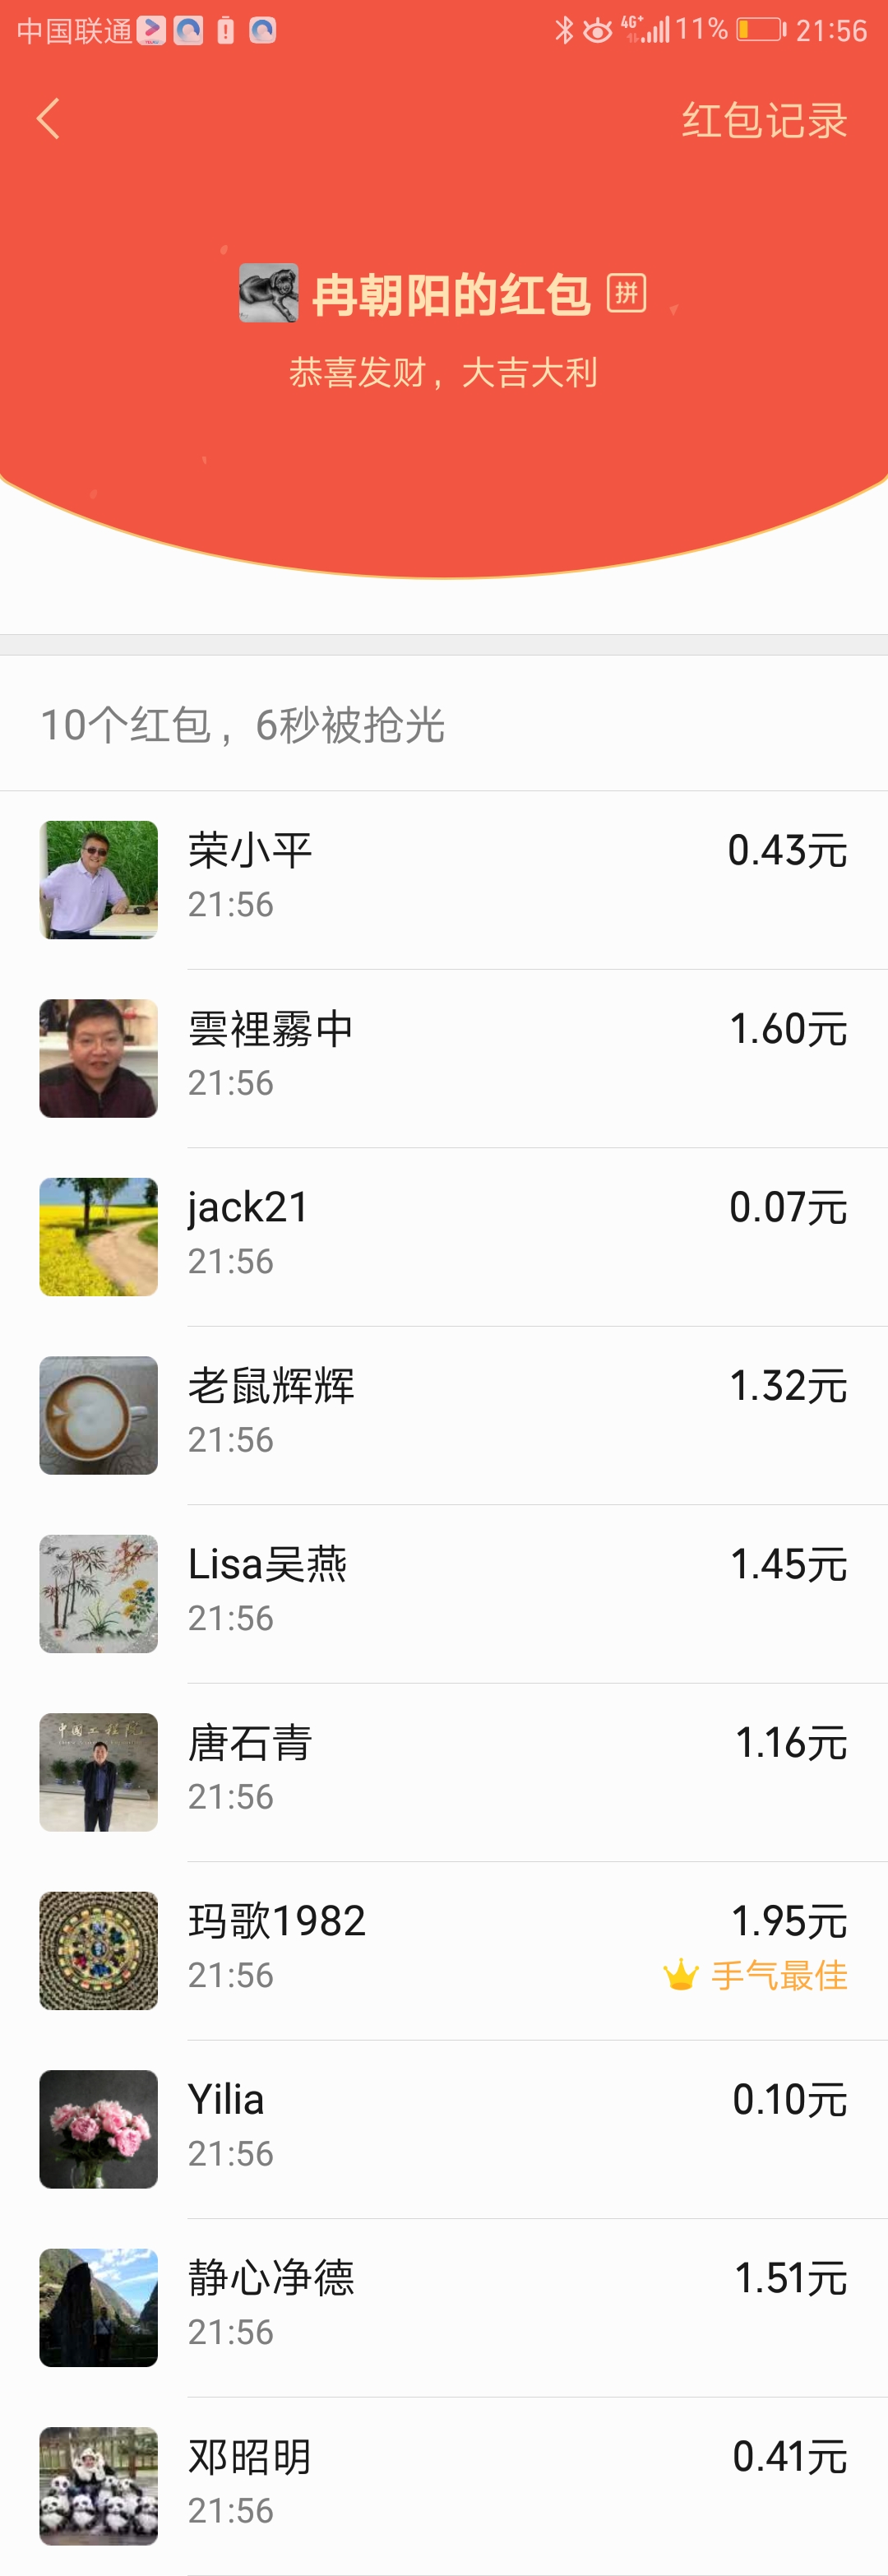 中国联通 4G+ 11% 21:56
红包记录
冉朝阳的红包 拼
恭喜发财，大吉大利
10个红包，6秒被抢光
荣小平 0.43元
21:56
雲裡霧中 1.60元
21:56
jack21 0.07元
21:56
老鼠辉辉 1.32元
21:56
Lisa吴燕 1.45元
21:56
中国工程院
唐石青 1.16元
21:56
玛歌1982 1.95元
21:56 手气最佳
Yilia 0.10元
21:56
静心净德 1.51元
21:56
邓昭明 0.41元
21:56